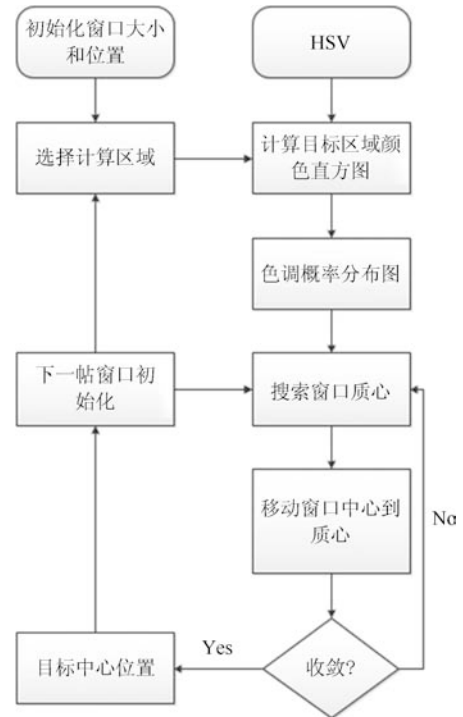 初始化窗口大小
和位置
HSV
选择计算区域
计算目标区域颜
色直方图
色调概率分布图
下一帖窗口初
始化
搜索窗口质心
移动窗口中心到
质心
No
Yes
目标中心位置
收敛?